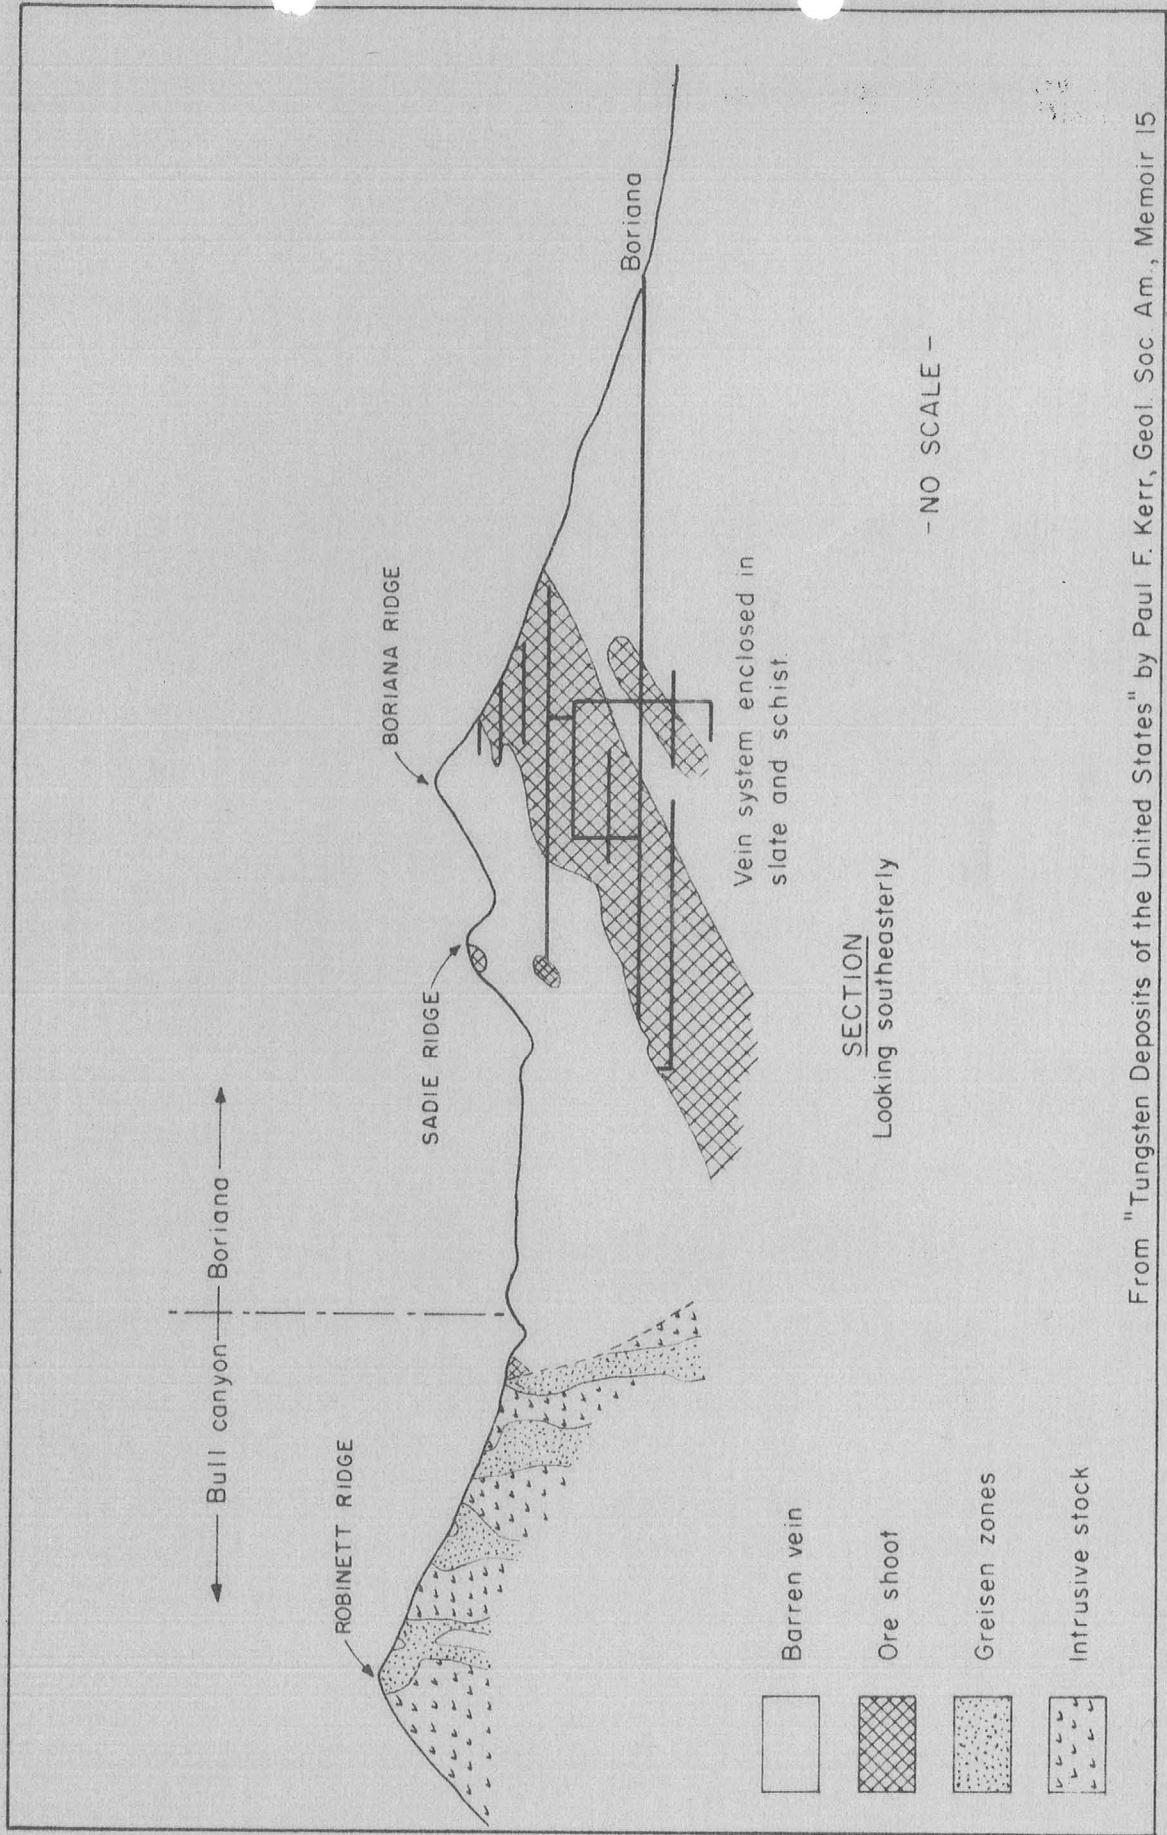 Bull canyon
Boriana
ROBINETT RIDGE
SADIE RIDGE
BORIANA RIDGE
Boriana
Vein system enclosed in
slate and schist
- NO SCALE -
SECTION
Looking southeasterly
Barren vein
Ore shoot
Greisen zones
Intrusive stock
From "Tungsten Deposits of the United States" by Paul F. Kerr, Geol. Soc Am., Memoir 15